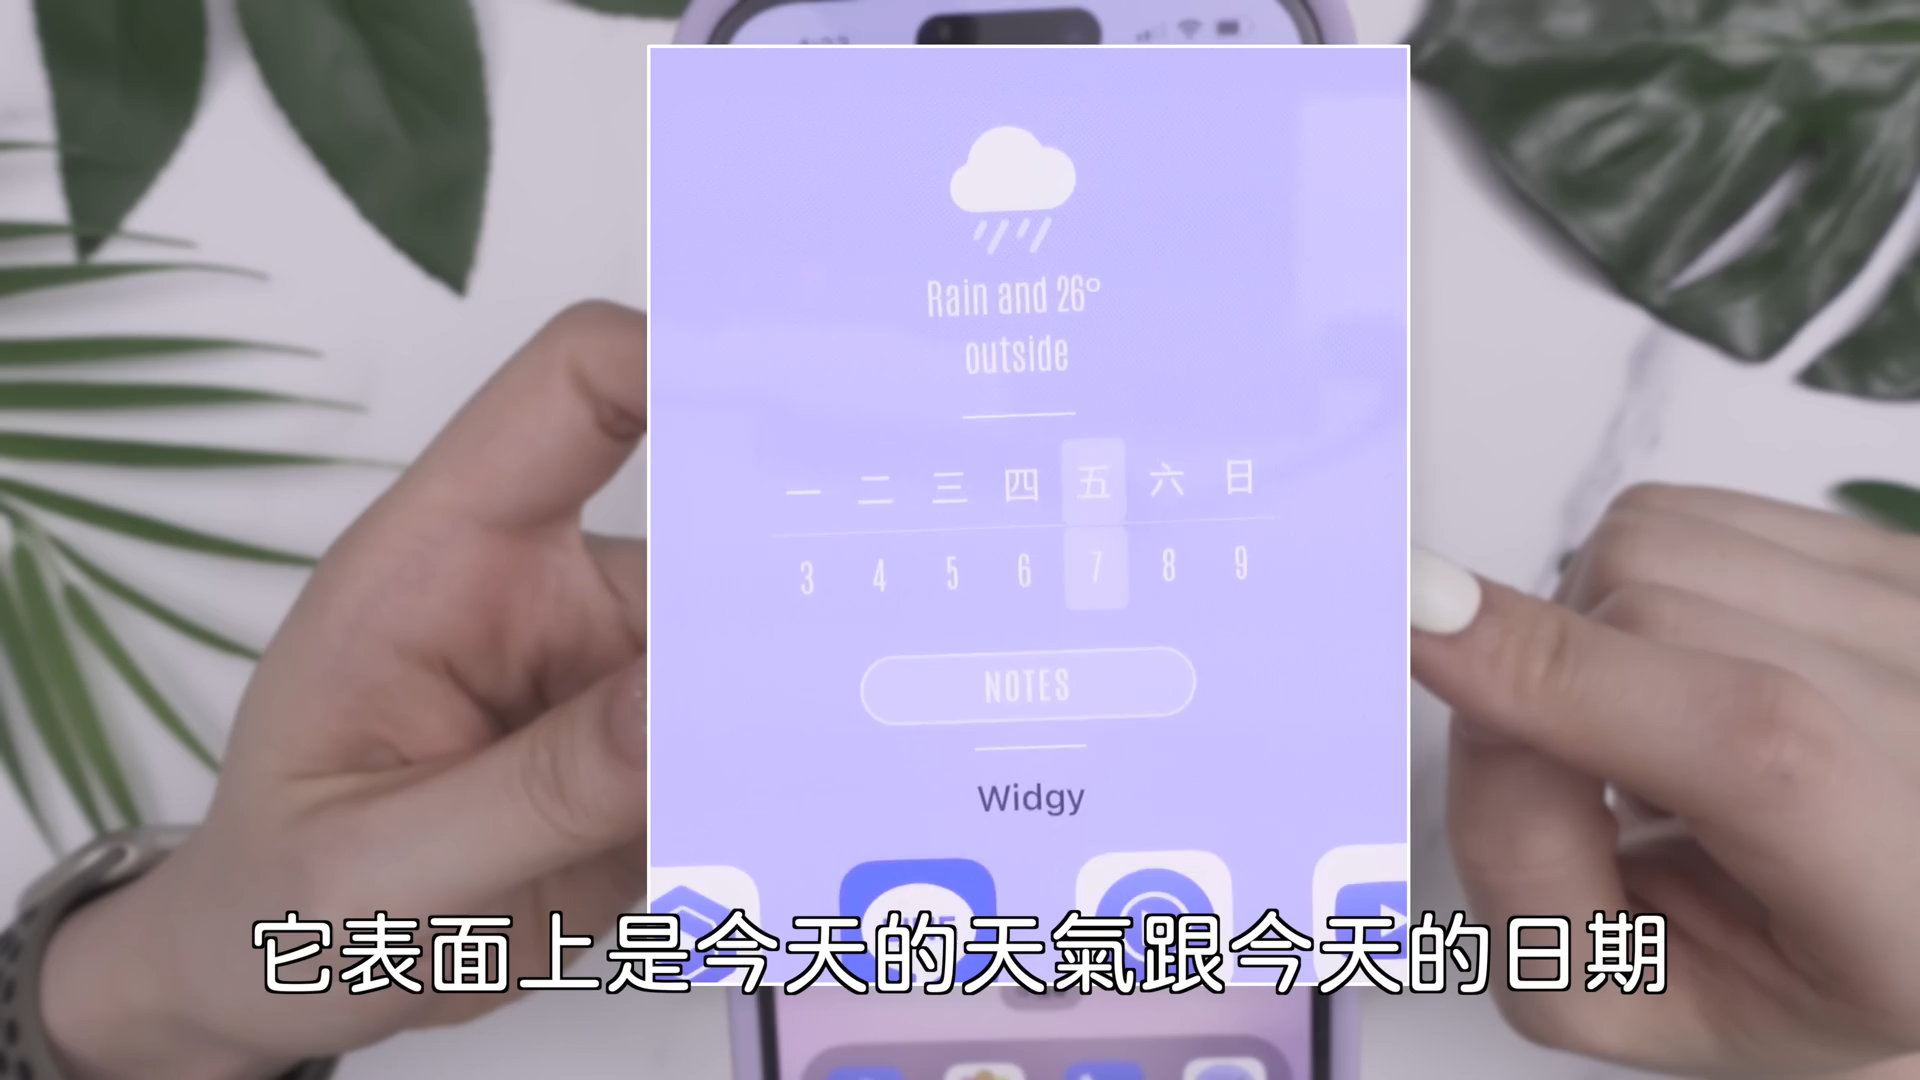 Rain and 26°
outside
一 二 三 四 五 六 日
3 4 5 6 7 8 9
NOTES
Widgy
它表面上是今天的天氣跟今天的日期